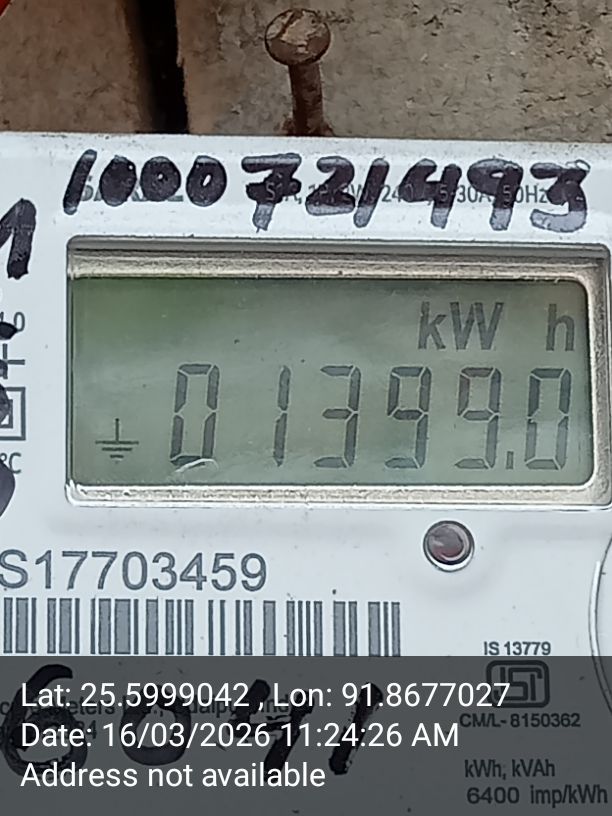 1000721493
kW h
01399.0
S17703459
IS 13779
CM/L- 8150362
Lat: 25.5999042 , Lon: 91.8677027
Date: 16/03/2026 11:24:26 AM
Address not available
kWh, kVAh
6400 imp/kWh